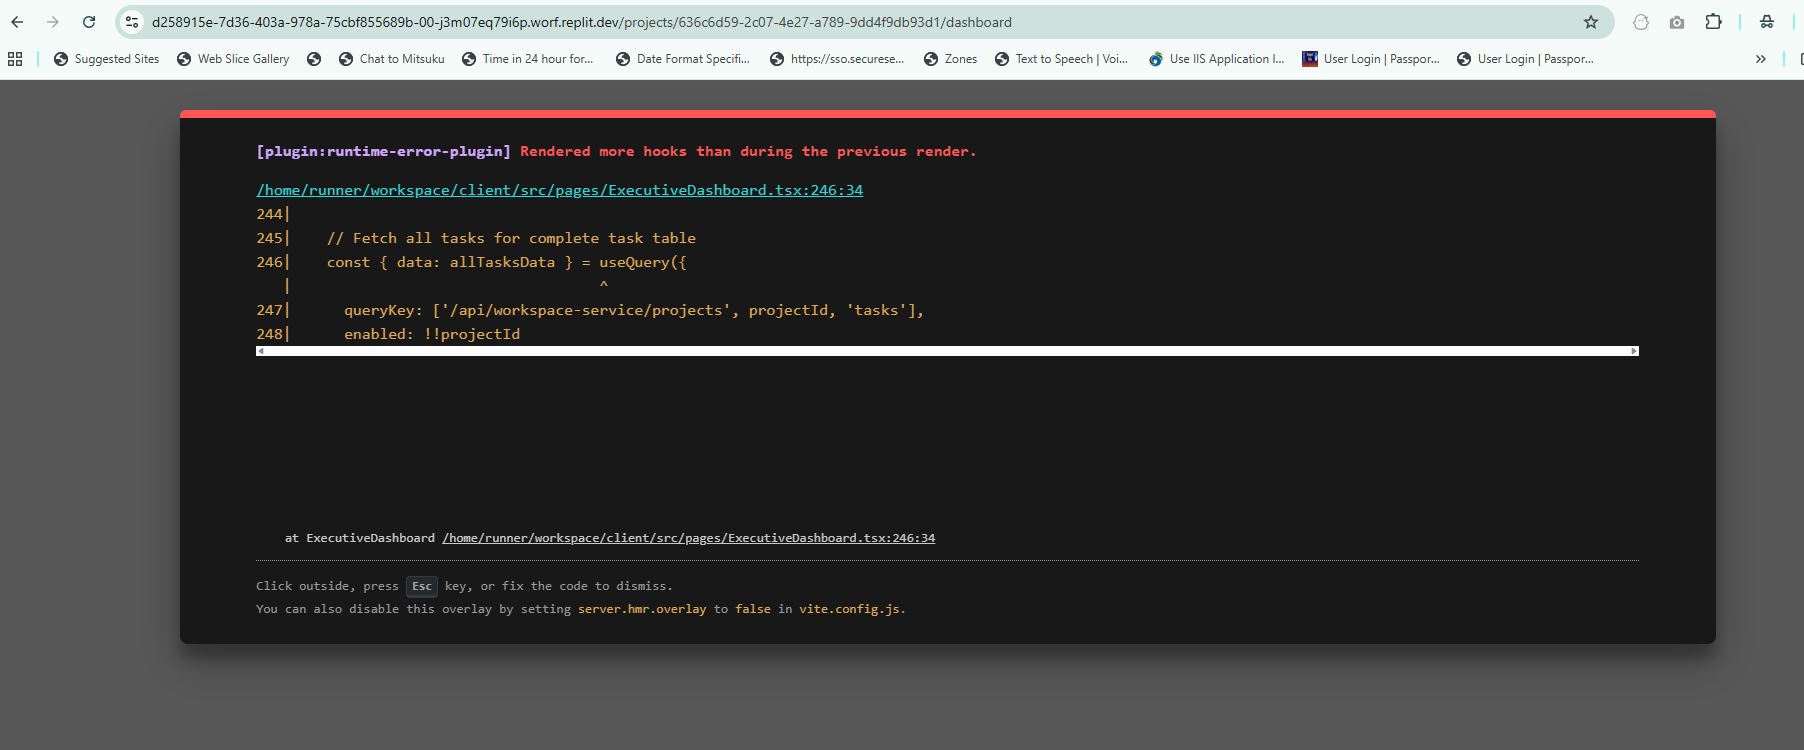 d258915e-7d36-403a-978a-75cbf855689b-00-j3m07eq79i6p.worf.replit.dev/projects/636c6d59-2c07-4e27-a789-9dd4f9db93d1/dashboard
Suggested Sites Web Slice Gallery Chat to Mitsuku Time in 24 hour for... Date Format Specifi... https://sso.securese... Zones Text to Speech | Voi... Use IIS Application I... User Login | Passpor... User Login | Passpor...
[plugin:runtime-error-plugin] Rendered more hooks than during the previous render.
/home/runner/workspace/client/src/pages/ExecutiveDashboard.tsx:246:34
244|
245|    // Fetch all tasks for complete task table
246|    const { data: allTasksData } = useQuery({
   |                                   ^
247|      queryKey: ['/api/workspace-service/projects', projectId, 'tasks'],
248|      enabled: !!projectId
at ExecutiveDashboard /home/runner/workspace/client/src/pages/ExecutiveDashboard.tsx:246:34
Click outside, press Esc key, or fix the code to dismiss.
You can also disable this overlay by setting server.hmr.overlay to false in vite.config.js.